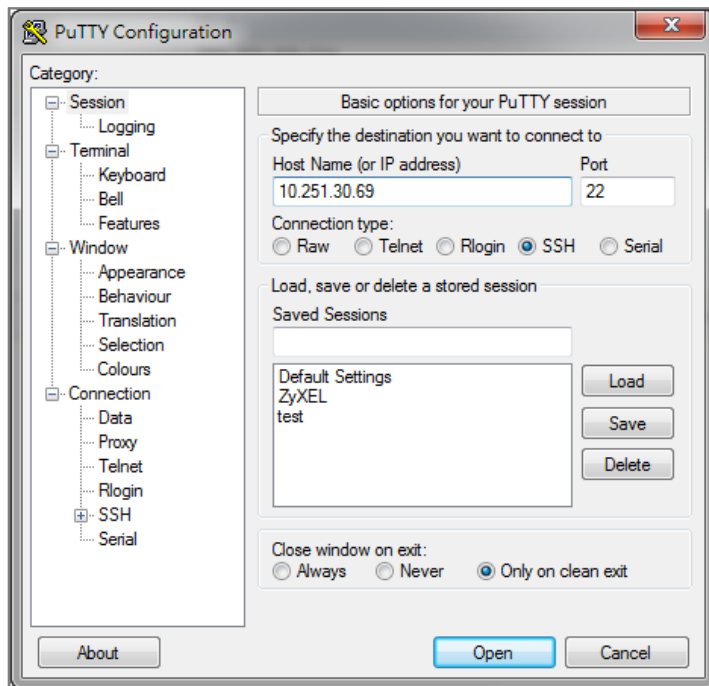 PuTTY Configuration
Category:
Session
Logging
Terminal
Keyboard
Bell
Features
Window
Appearance
Behaviour
Translation
Selection
Colours
Connection
Data
Proxy
Telnet
Rlogin
SSH
Serial
Basic options for your PuTTY session
Specify the destination you want to connect to
Host Name (or IP address) Port
10.251.30.69 22
Connection type:
Raw Telnet Rlogin SSH Serial
Load, save or delete a stored session
Saved Sessions
Default Settings
ZyXEL
test
Load
Save
Delete
Close window on exit:
Always Never Only on clean exit
About Open Cancel